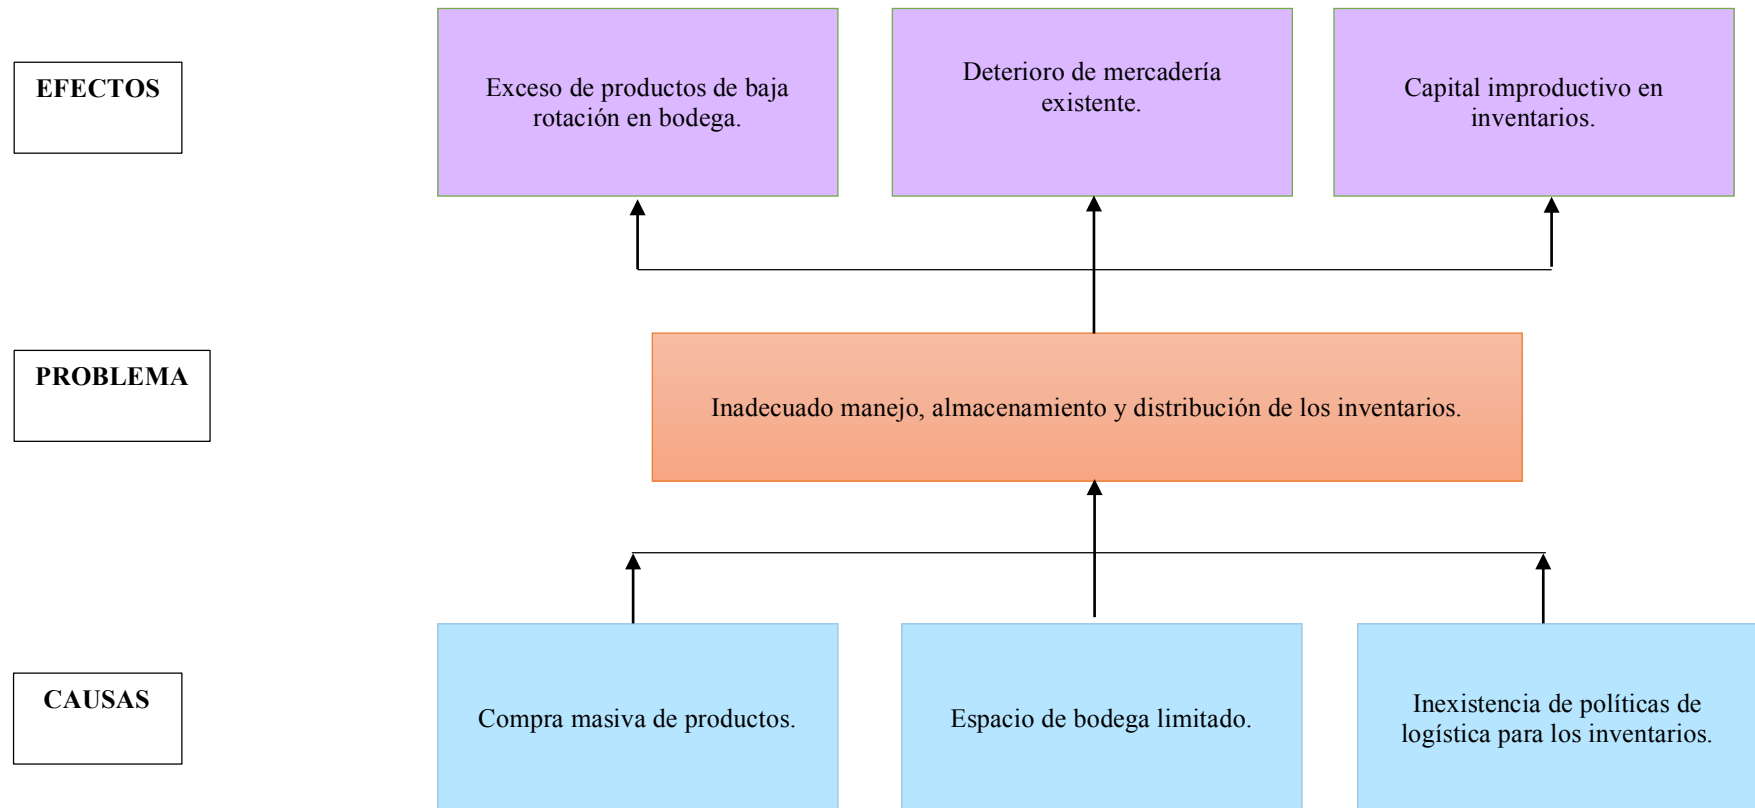 EFECTOS
Exceso de productos de baja
rotación en bodega.
Deterioro de mercadería
existente.
Capital improductivo en
inventarios.
PROBLEMA
Inadecuado manejo, almacenamiento y distribución de los inventarios.
CAUSAS
Compra masiva de productos.
Espacio de bodega limitado.
Inexistencia de políticas de
logística para los inventarios.